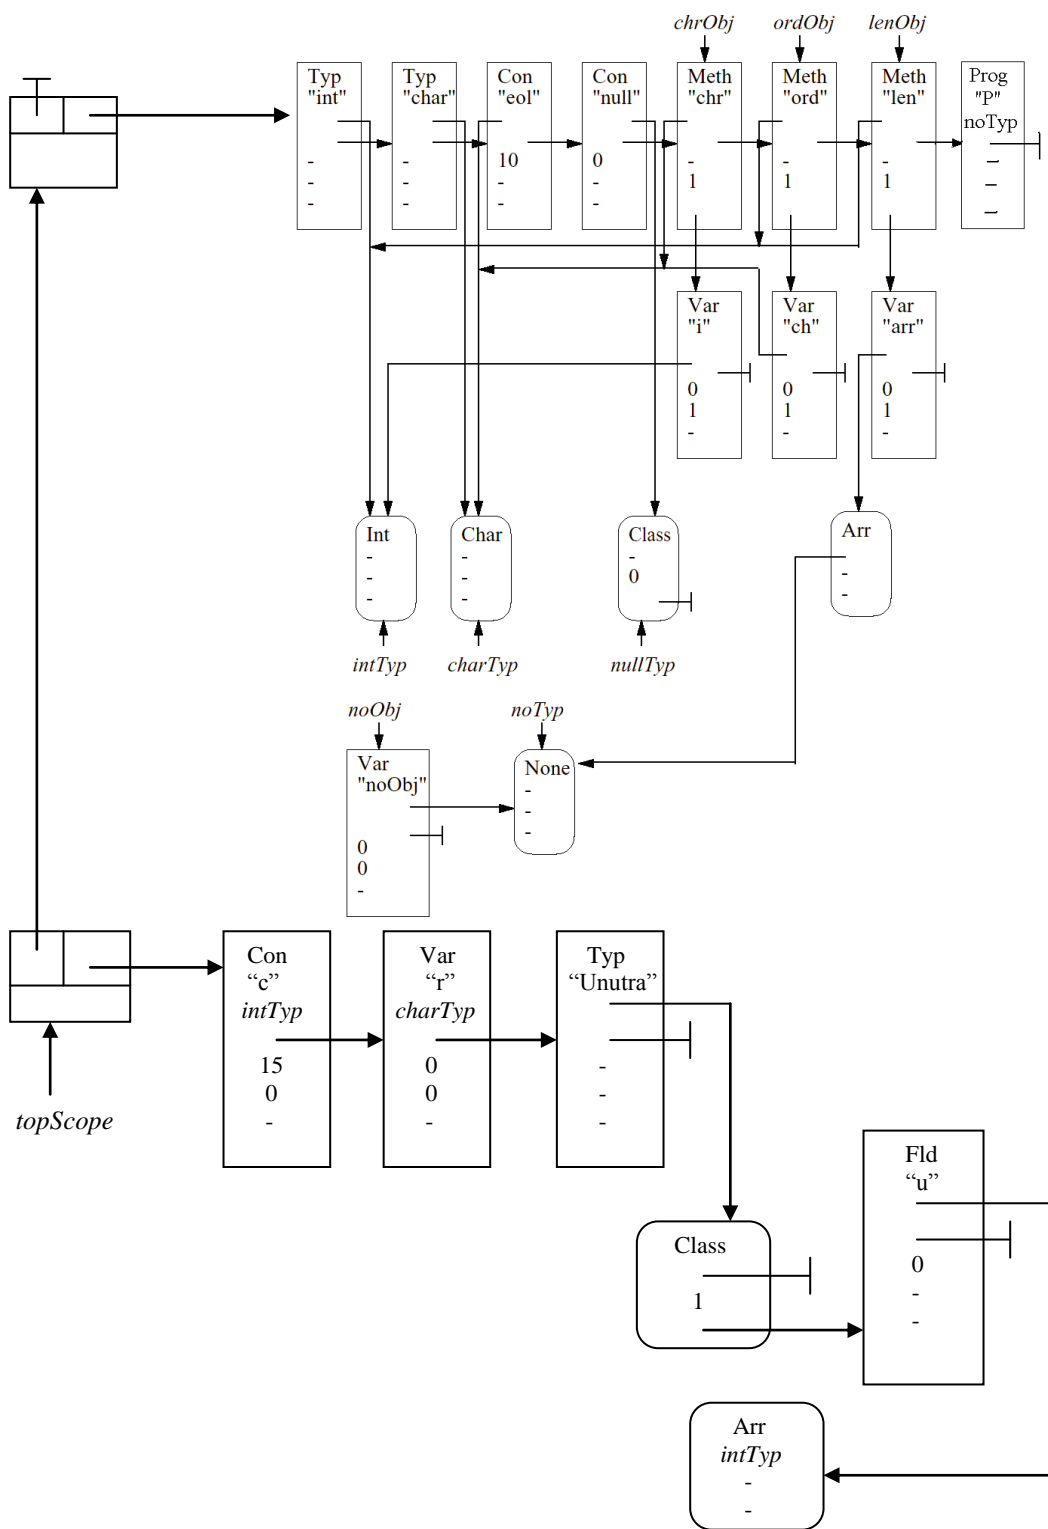 chrObj ordObj lenObj
Typ
"int"
-
-
-
Typ
"char"
-
-
-
Con
"eol"
10
-
-
Con
"null"
0
-
-
Meth
"chr"
-
1
Meth
"ord"
-
1
Meth
"len"
-
1
Prog
"P"
noTyp
-
-
-
Var
"i"
0
1
-
Var
"ch"
0
1
-
Var
"arr"
0
1
-
Int
-
-
-
Char
-
-
-
Class
-
0
Arr
-
-
intTyp charTyp nullTyp
noObj noTyp
Var
"noObj"
0
0
-
None
-
-
-
topScope
Con
“c”
intTyp
15
0
-
Var
“r”
charTyp
0
0
-
Typ
“Unutra”
-
-
-
Class
1
Fld
“u”
0
-
-
Arr
intTyp
-
-